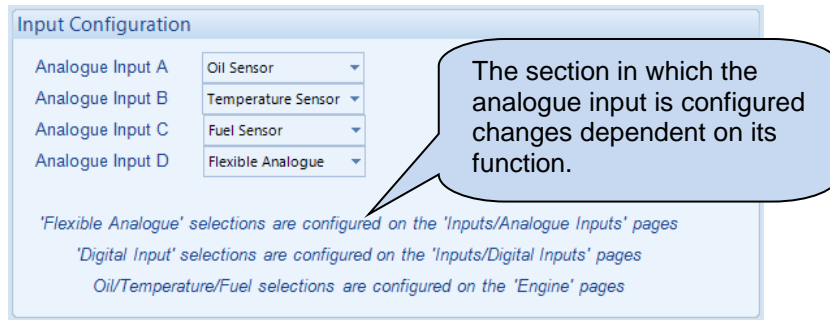 Input Configuration
Analogue Input A Oil Sensor
Analogue Input B Temperature Sensor
Analogue Input C Fuel Sensor
Analogue Input D Flexible Analogue
The section in which the
analogue input is configured
changes dependent on its
function.
'Flexible Analogue' selections are configured on the 'Inputs/Analogue Inputs' pages
'Digital Input' selections are configured on the 'Inputs/Digital Inputs' pages
Oil/Temperature/Fuel selections are configured on the 'Engine' pages